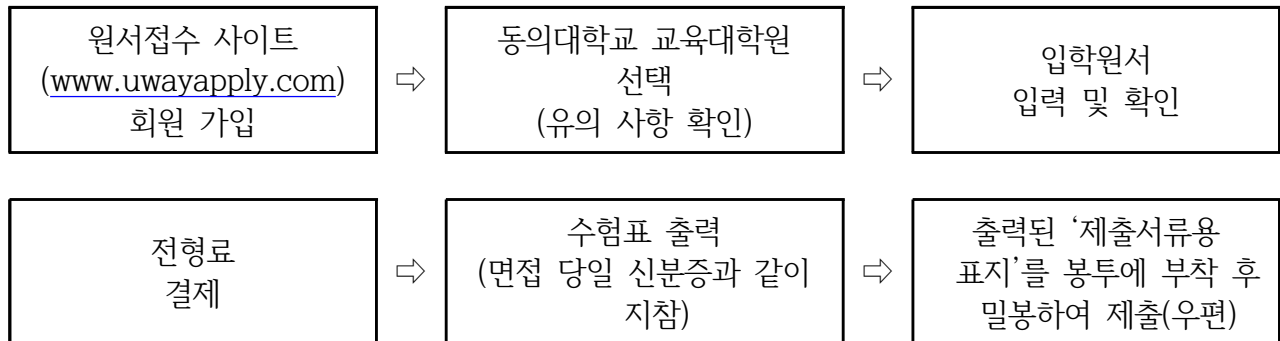 원서접수 사이트
(www.uwayapply.com)
회원 가입
⇨
동의대학교 교육대학원
선택
(유의 사항 확인)
⇨
입학원서
입력 및 확인
전형료
결제
⇨
수험표 출력
(면접 당일 신분증과 같이
지참)
⇨
출력된 ‘제출서류용
표지’를 봉투에 부착 후
밀봉하여 제출(우편)